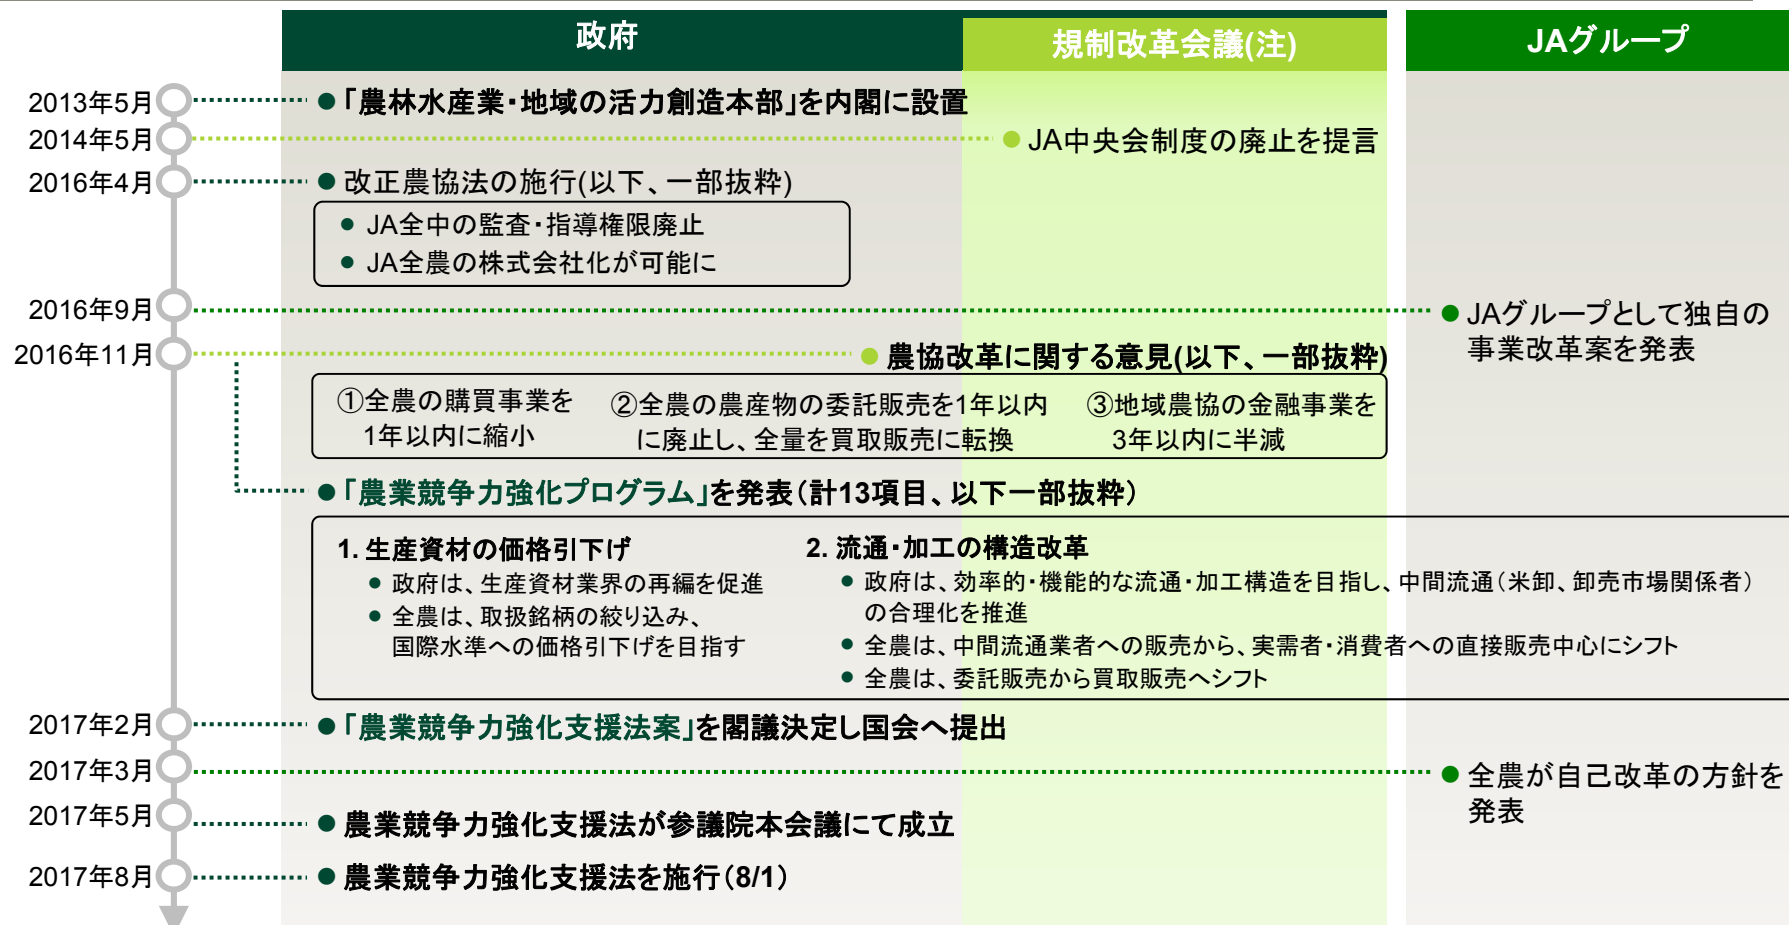 政府
規制改革会議(注)
JAグループ
2013年5月
●「農林水産業・地域の活力創造本部」を内閣に設置
2014年5月
● JA中央会制度の廃止を提言
2016年4月
● 改正農協法の施行(以下、一部抜粋)
● JA全中の監査・指導権限廃止
● JA全農の株式会社化が可能に
2016年9月
● JAグループとして独自の
事業改革案を発表
2016年11月
● 農協改革に関する意見(以下、一部抜粋)
①全農の購買事業を
1年以内に縮小
②全農の農産物の委託販売を1年以内
に廃止し、全量を買取販売に転換
③地域農協の金融事業を
3年以内に半減
●「農業競争力強化プログラム」を発表(計13項目、以下一部抜粋)
1. 生産資材の価格引下げ
● 政府は、生産資材業界の再編を促進
● 全農は、取扱銘柄の絞り込み、
国際水準への価格引下げを目指す
2. 流通・加工の構造改革
● 政府は、効率的・機能的な流通・加工構造を目指し、中間流通(米卸、卸売市場関係者)
の合理化を推進
● 全農は、中間流通業者への販売から、実需者・消費者への直接販売中心にシフト
● 全農は、委託販売から買取販売へシフト
2017年2月
●「農業競争力強化支援法案」を閣議決定し国会へ提出
2017年3月
● 全農が自己改革の方針を
発表
2017年5月
● 農業競争力強化支援法が参議院本会議にて成立
2017年8月
● 農業競争力強化支援法を施行(8/1)